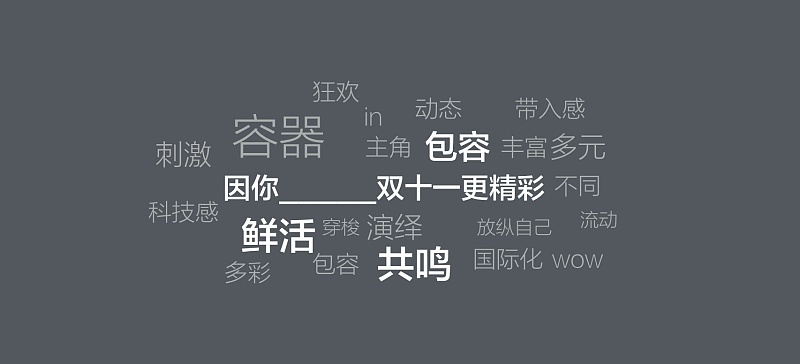 狂欢
in
动态
带入感
容器
刺激
主角
包容
丰富
多元
因你______双十一更精彩
不同
科技感
鲜活
穿梭
演绎
放纵自己
流动
多彩
包容
共鸣
国际化
wow